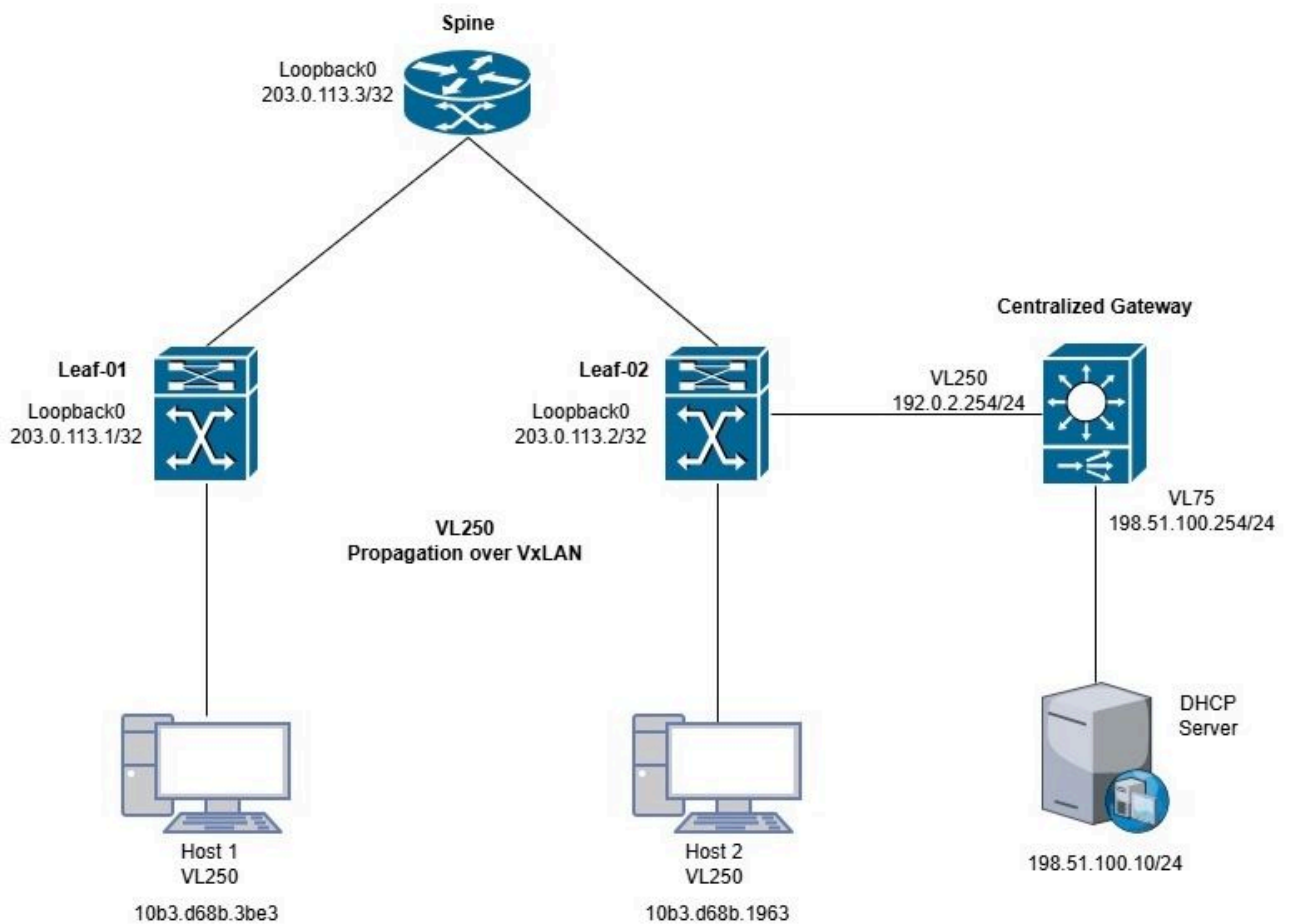 Spine
Loopback0
203.0.113.3/32
Centralized Gateway
Leaf-01
Loopback0
203.0.113.1/32
Leaf-02
Loopback0
203.0.113.2/32
VL250
192.0.2.254/24
VL75
198.51.100.254/24
VL250
Propagation over VxLAN
Host 1
VL250
10b3.d68b.3be3
Host 2
VL250
10b3.d68b.1963
DHCP
Server
198.51.100.10/24